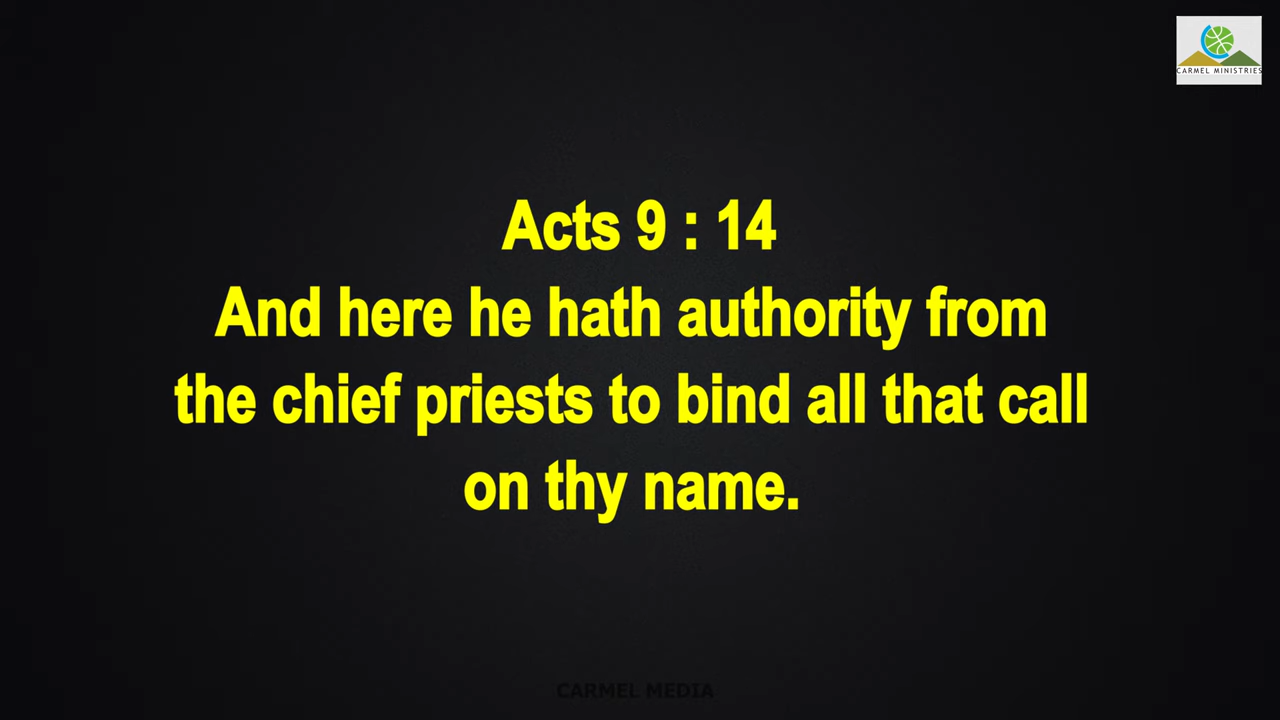 CARMEL MINISTRIES
Acts 9 : 14
And here he hath authority from
the chief priests to bind all that call
on thy name.
CARMEL MEDIA